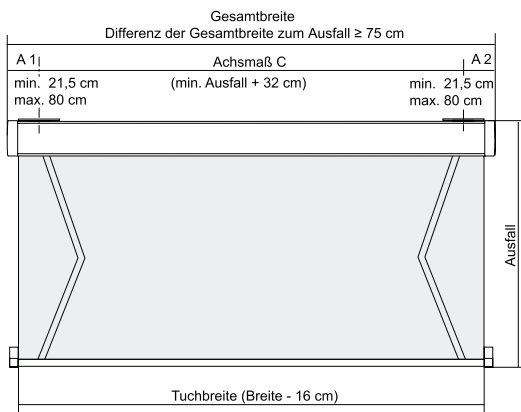 Gesamtbreite
Differenz der Gesamtbreite zum Ausfall ≥ 75 cm
A 1
Achsmaß C
A 2
min. 21,5 cm
max. 80 cm
(min. Ausfall + 32 cm)
min. 21,5 cm
max. 80 cm
Ausfall
Tuchbreite (Breite - 16 cm)